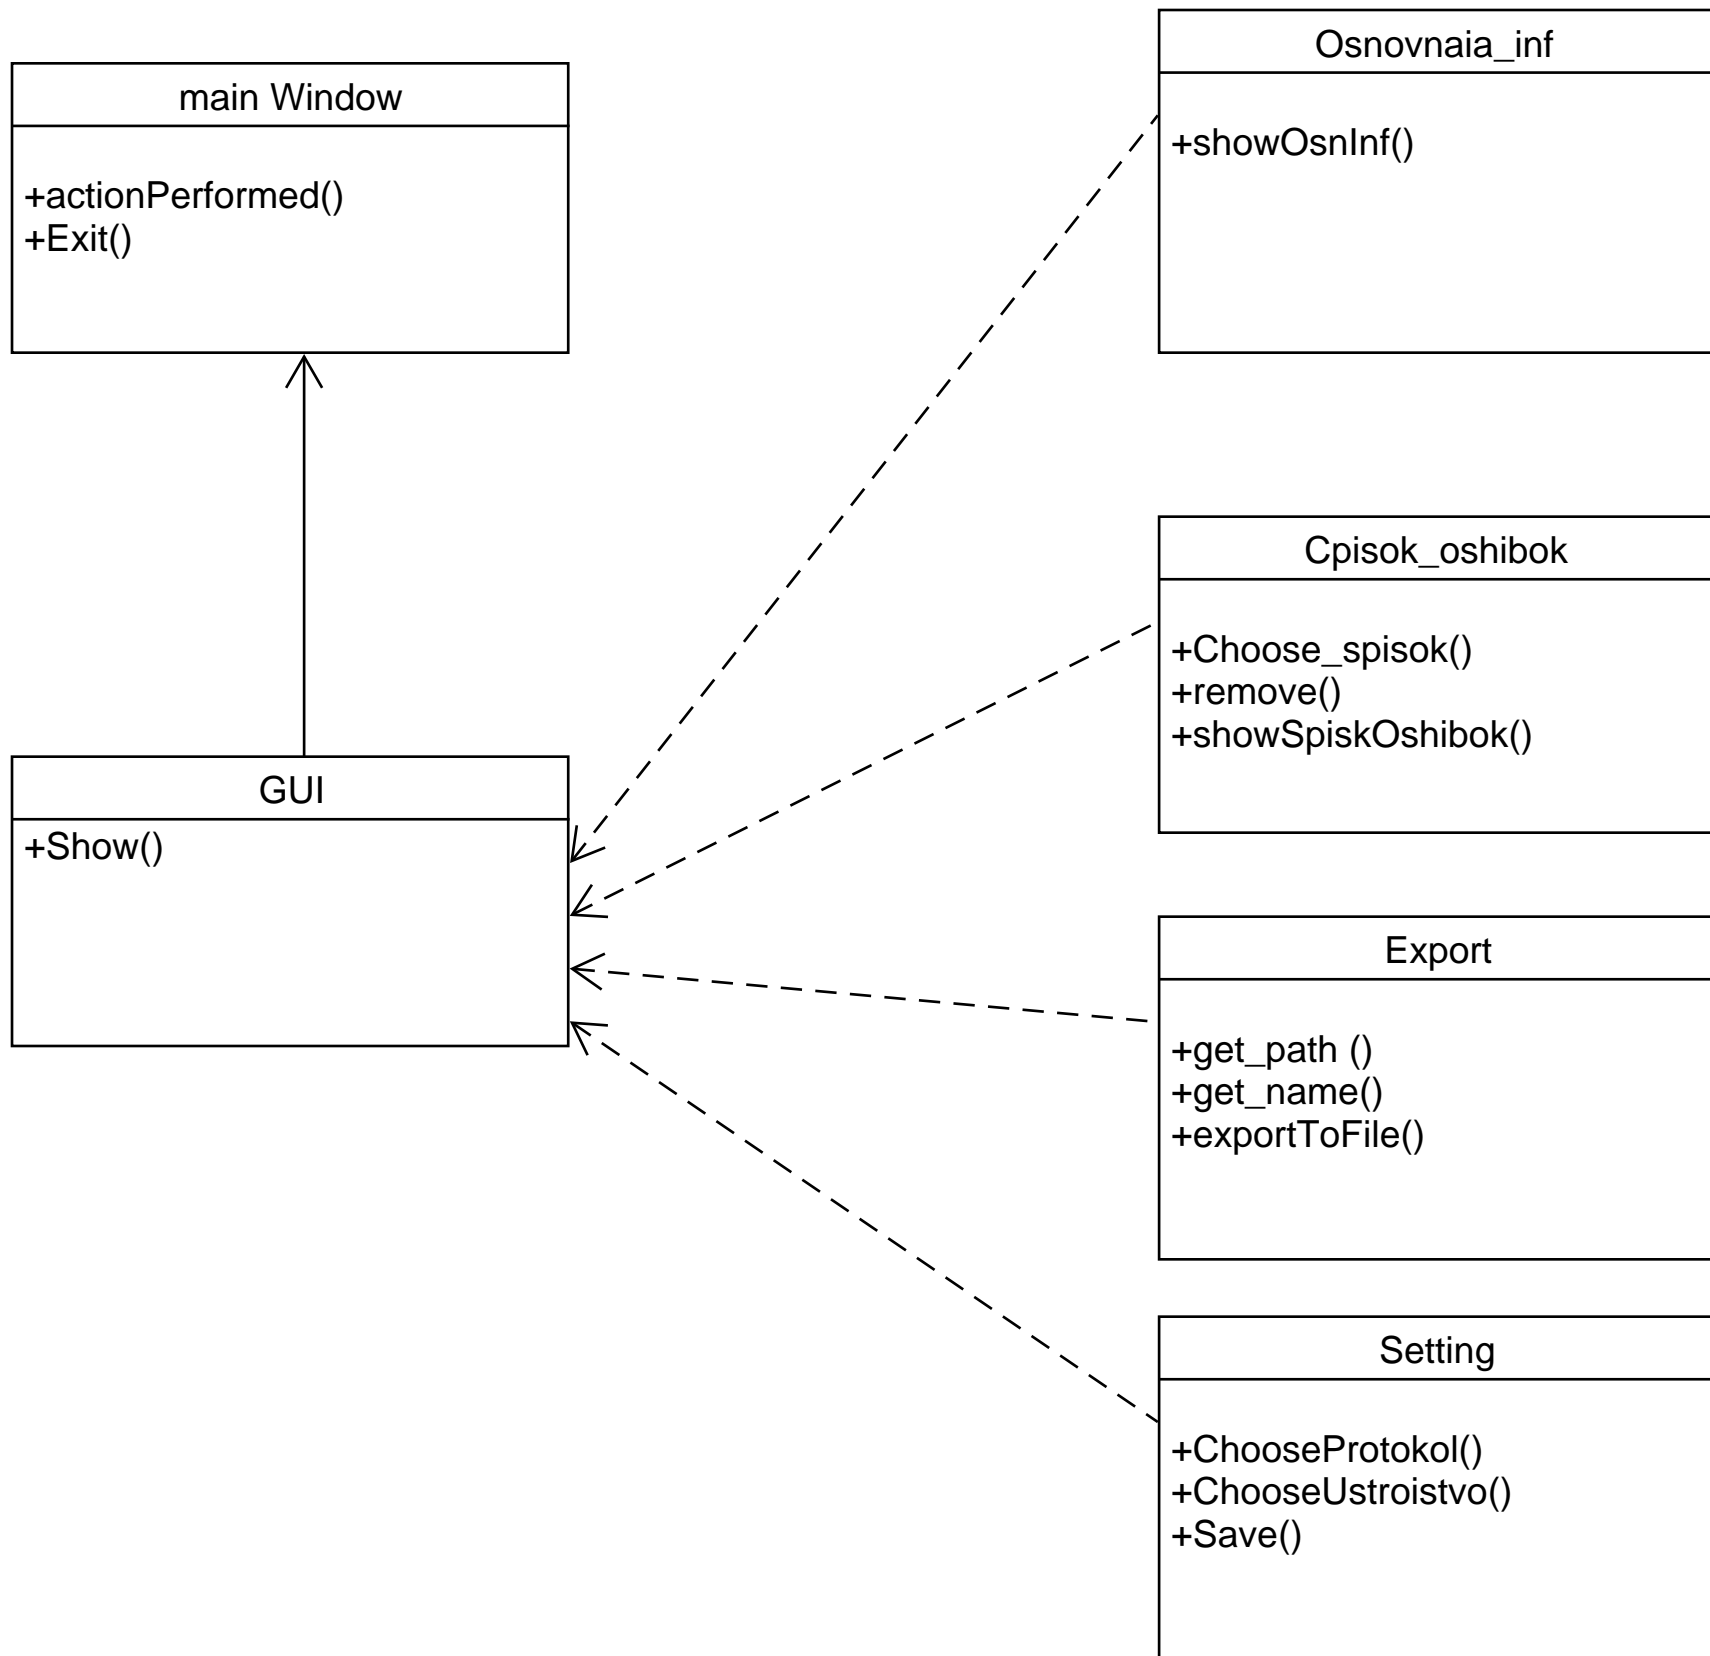 main Window
+actionPerformed()
+Exit()
GUI
+Show()
Osnovnaia_inf
+showOsnInf()
Cpisok_oshibok
+Choose_spisok()
+remove()
+showSpiskOshibok()
Export
+get_path ()
+get_name()
+exportToFile()
Setting
+ChooseProtokol()
+ChooseUstroistvo()
+Save()